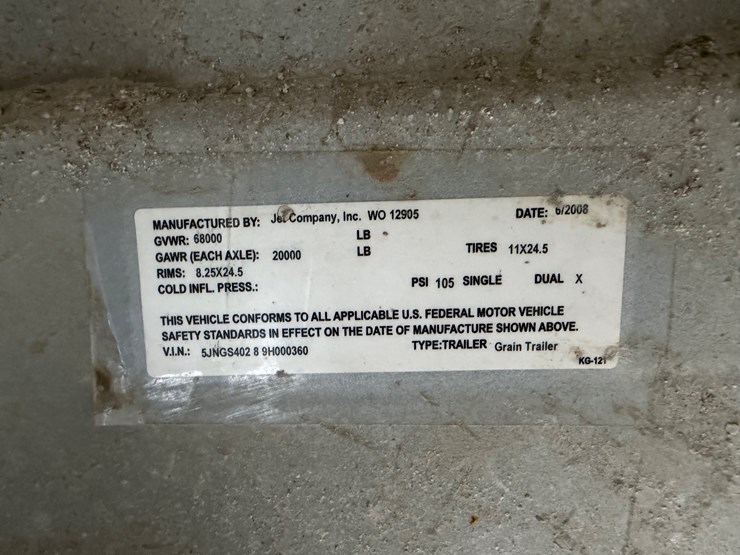 MANUFACTURED BY: Jet Company, Inc. WO 12905 DATE: 6/2008
GVWR: 68000 LB
GAWR (EACH AXLE): 20000 LB TIRES 11X24.5
RIMS: 8.25X24.5
COLD INFL. PRESS.: PSI 105 SINGLE DUAL X
THIS VEHICLE CONFORMS TO ALL APPLICABLE U.S. FEDERAL MOTOR VEHICLE
SAFETY STANDARDS IN EFFECT ON THE DATE OF MANUFACTURE SHOWN ABOVE.
V.I.N.: 5JNGS402 8 9H000360 TYPE:TRAILER Grain Trailer
KG-121